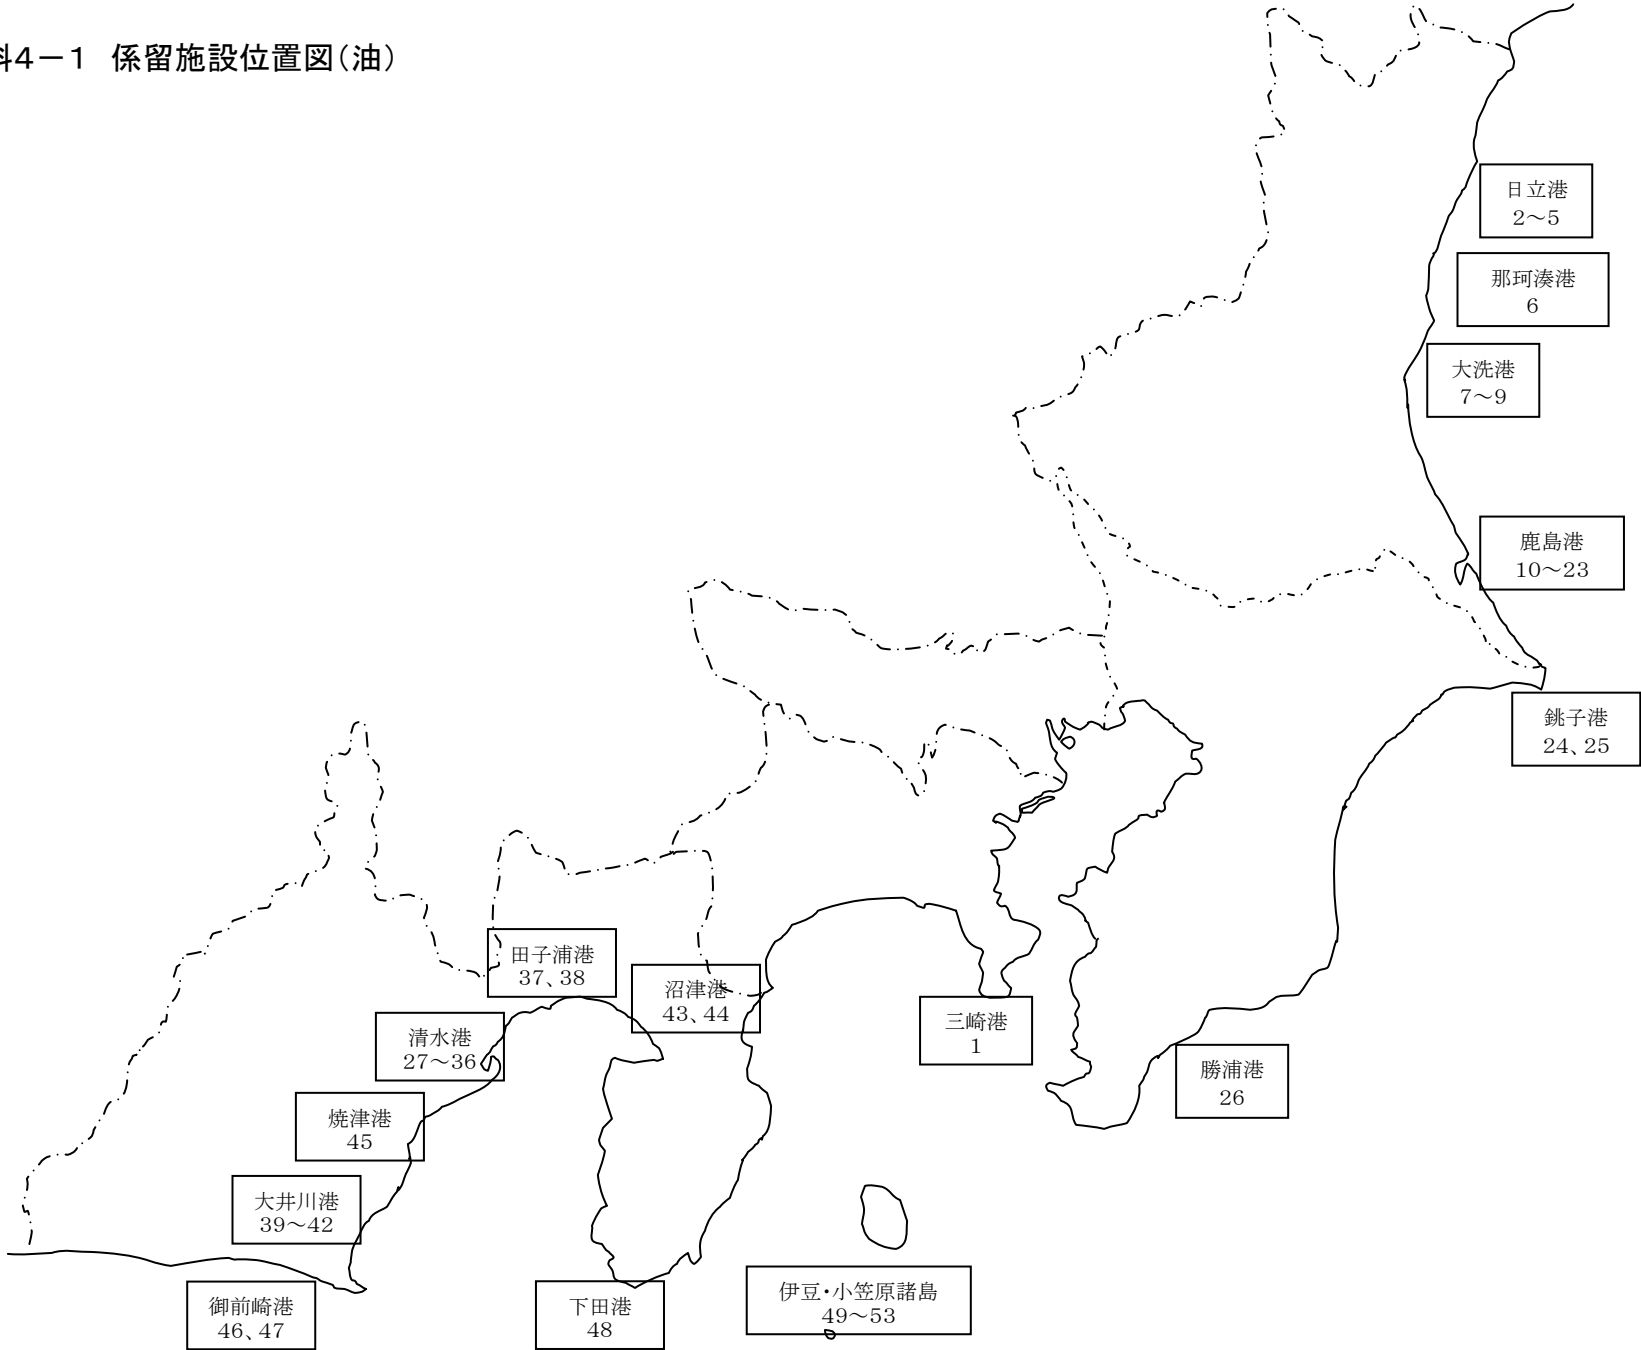 料4－1 係留施設位置図(油)
日立港
2～5
那珂湊港
6
大洗港
7～9
鹿島港
10～23
銚子港
24、25
田子浦港
37、38
沼津港
43、44
三崎港
1
清水港
27～36
勝浦港
26
焼津港
45
大井川港
39～42
御前崎港
46、47
下田港
48
伊豆・小笠原諸島
49～53